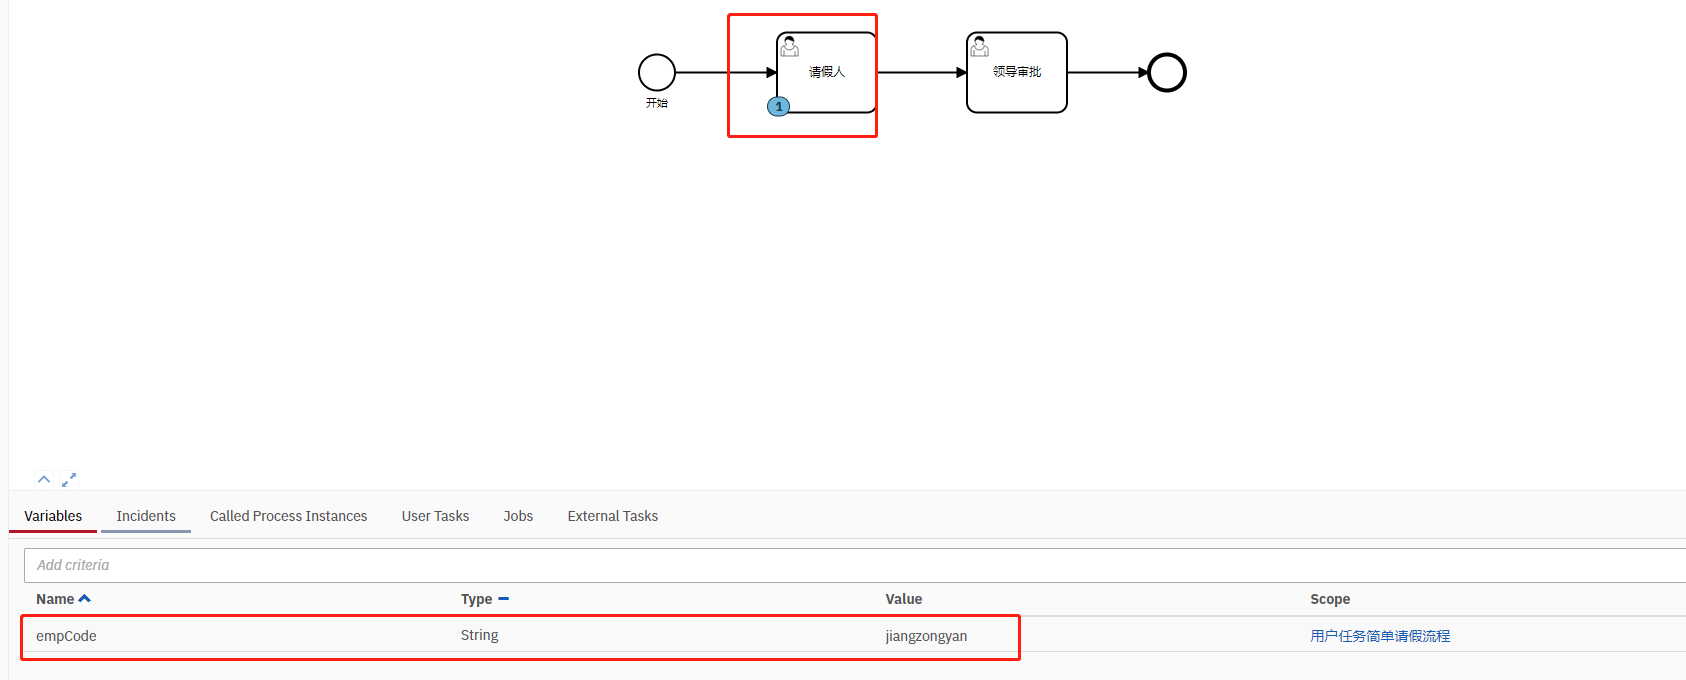 请假人
领导审批
1
开始
Variables Incidents Called Process Instances User Tasks Jobs External Tasks
Add criteria
Name Type Value Scope
empCode String jiangzongyan 用户任务简单请假流程